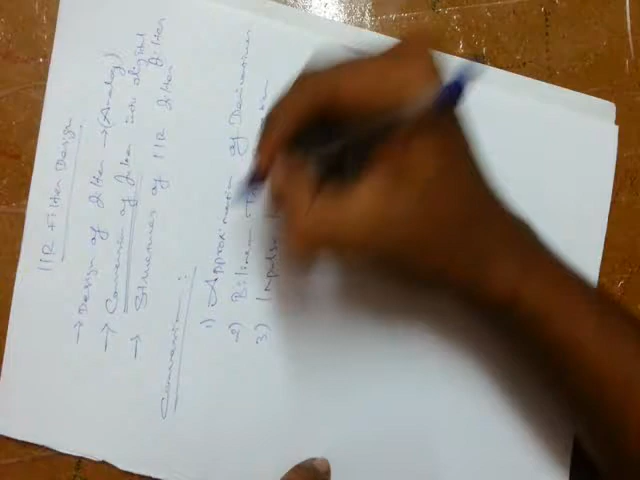 IIR Filter Design
→ Design of filter → (Analog)
→ Conversion of filter into digital filter
→ Structures of IIR filter
Conversion :
1) Approximation of Derivatives
2) Bilinear
3) Impulse